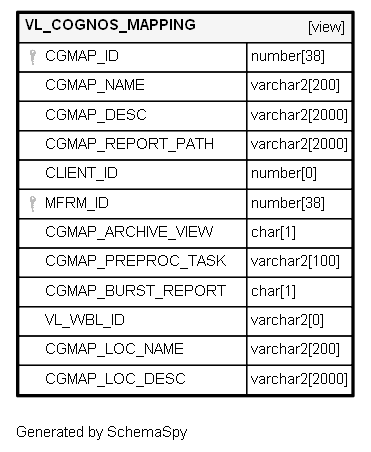 VL_COGNOS_MAPPING [view]
CGMAP_ID number[38]
CGMAP_NAME varchar2[200]
CGMAP_DESC varchar2[2000]
CGMAP_REPORT_PATH varchar2[2000]
CLIENT_ID number[0]
MFRM_ID number[38]
CGMAP_ARCHIVE_VIEW char[1]
CGMAP_PREPROC_TASK varchar2[100]
CGMAP_BURST_REPORT char[1]
VL_WBL_ID varchar2[0]
CGMAP_LOC_NAME varchar2[200]
CGMAP_LOC_DESC varchar2[2000]
Generated by SchemaSpy